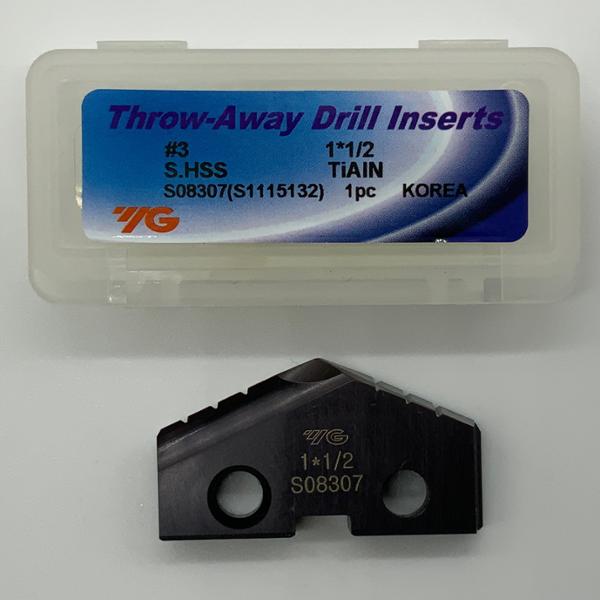 Throw-Away Drill Inserts
#3 1*1/2
S.HSS TiAlN
S08307(S1115132) 1pc KOREA
YG
YG
1*1/2
S08307